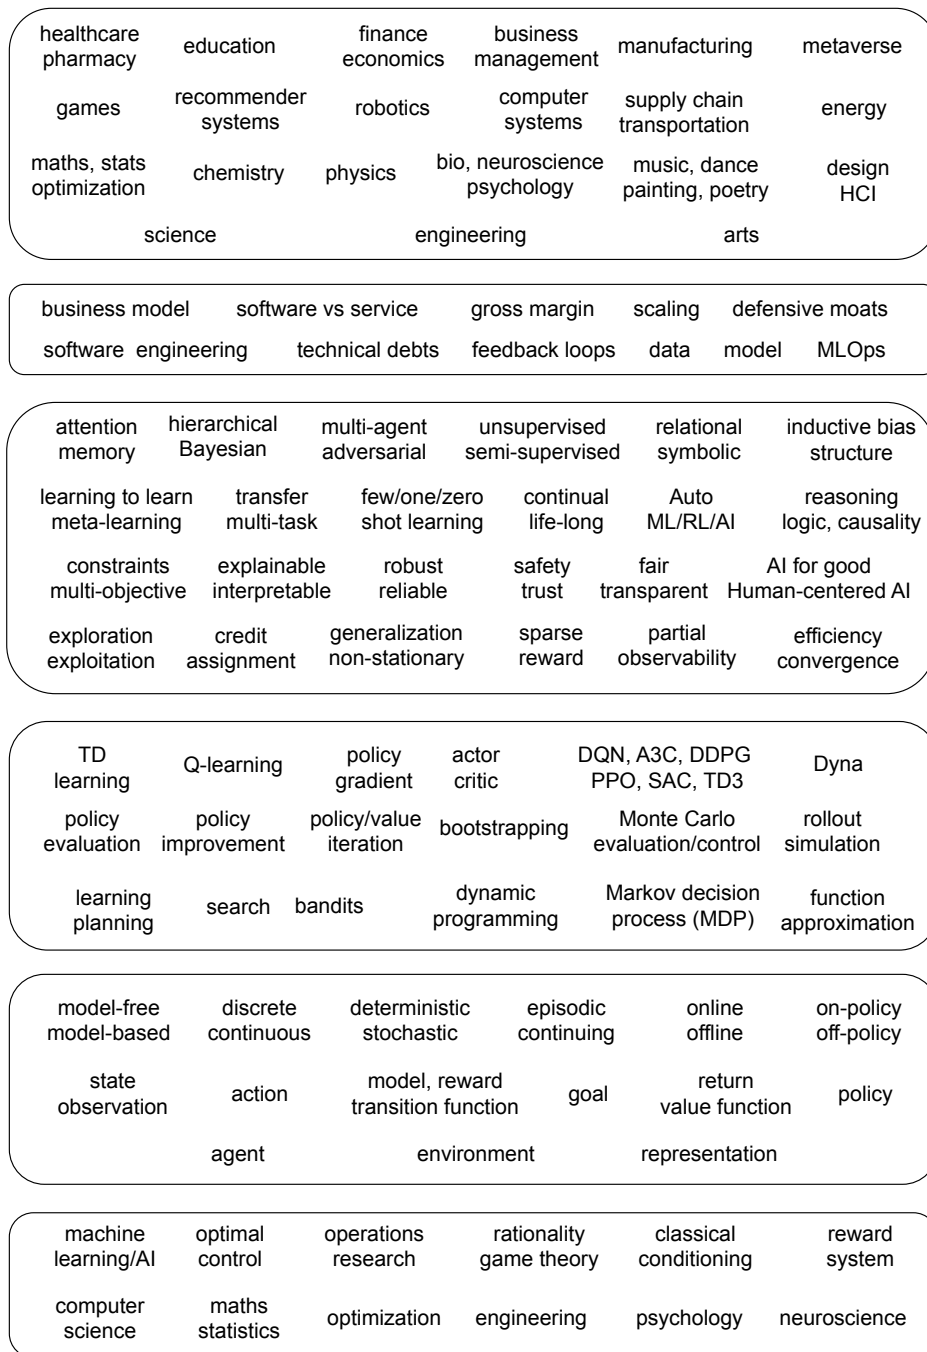 healthcare pharmacy education finance economics business management manufacturing metaverse
games recommender systems robotics computer systems supply chain transportation energy
maths, stats optimization chemistry physics bio, neuroscience psychology music, dance painting, poetry design HCI
science engineering arts
business model software vs service gross margin scaling defensive moats
software engineering technical debts feedback loops data model MLOps
attention memory hierarchical Bayesian multi-agent adversarial unsupervised semi-supervised relational symbolic inductive bias structure
learning to learn meta-learning transfer multi-task few/one/zero shot learning continual life-long Auto ML/RL/AI reasoning logic, causality
constraints multi-objective explainable interpretable robust reliable safety trust fair transparent AI for good Human-centered AI
exploration exploitation credit assignment generalization non-stationary sparse reward partial observability efficiency convergence
TD learning Q-learning policy gradient actor critic DQN, A3C, DDPG PPO, SAC, TD3 Dyna
policy evaluation policy improvement policy/value iteration bootstrapping Monte Carlo evaluation/control rollout simulation
learning planning search bandits dynamic programming Markov decision process (MDP) function approximation
model-free model-based discrete continuous deterministic stochastic episodic continuing online offline on-policy off-policy
state observation action model, reward transition function goal return value function policy
agent environment representation
machine learning/AI optimal control operations research rationality game theory classical conditioning reward system
computer science maths statistics optimization engineering psychology neuroscience